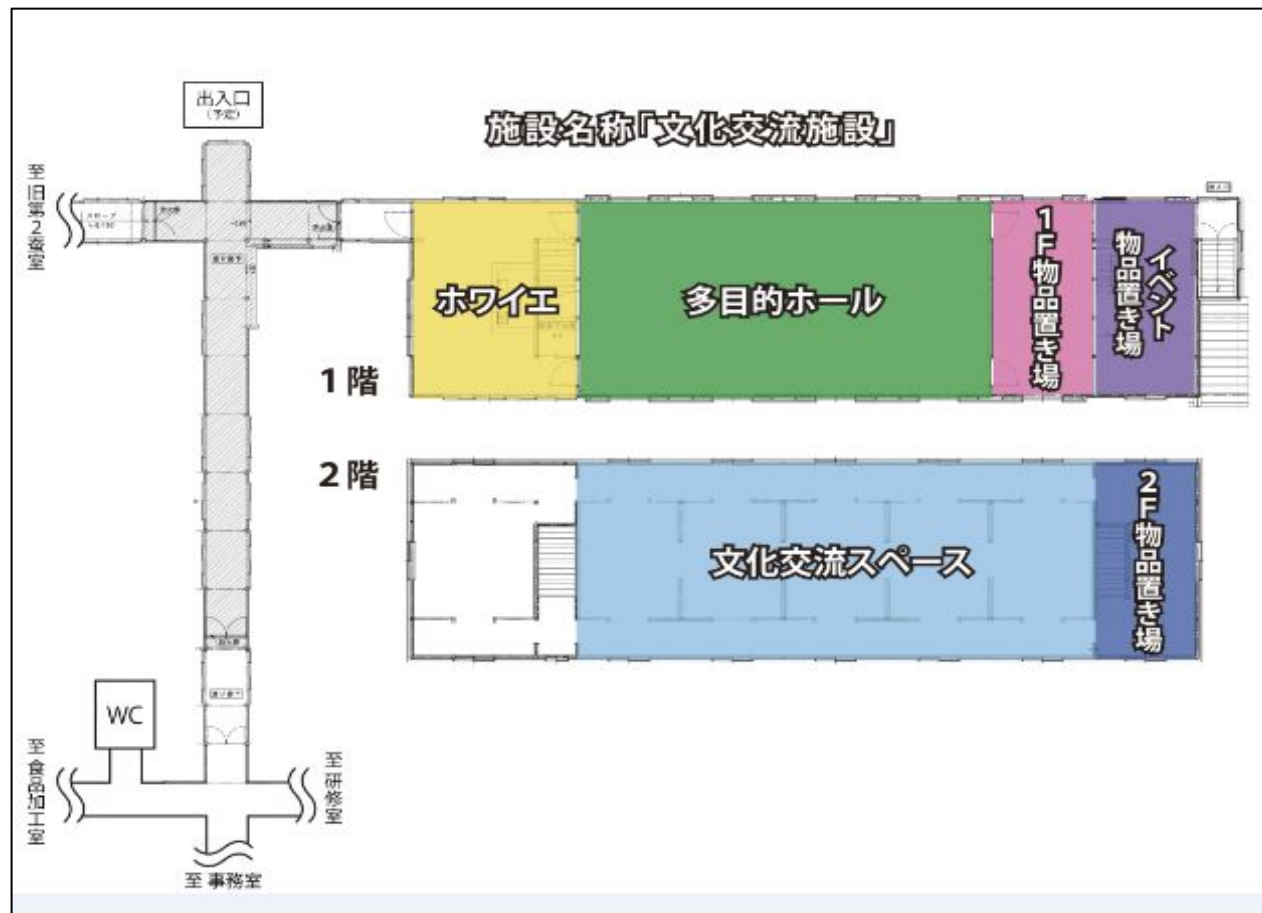 出入口
(予定)
施設名称「文化交流施設」
至 旧第2蚕室
ホワイエ
多目的ホール
1F物品置き場
イベント
物品置き場
1階
2階
文化交流スペース
2F物品置き場
WC
至 食品加工室
至 研修室
至 事務室